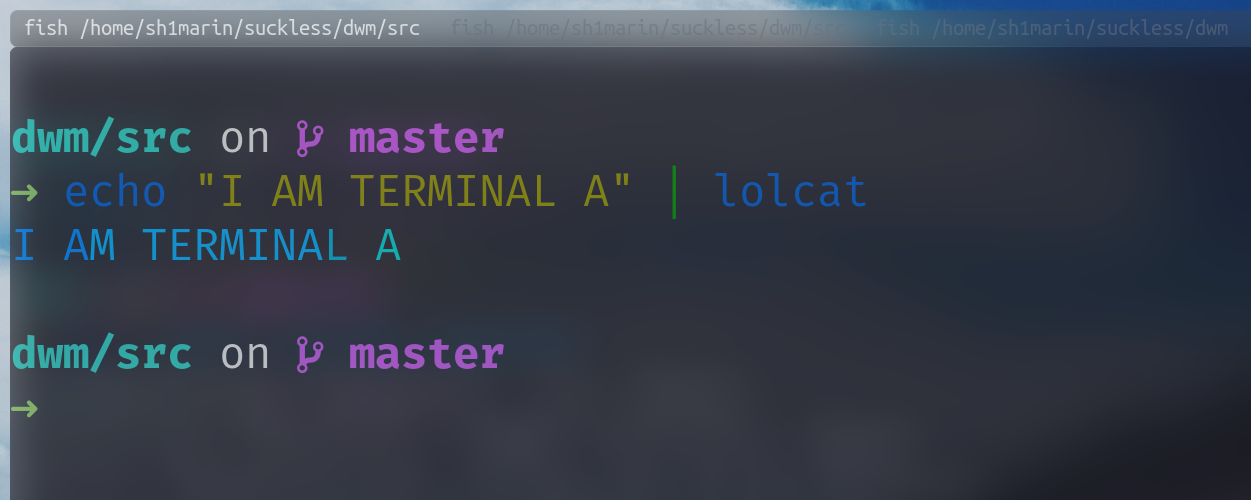 fish /home/sh1marin/suckless/dwm/src fish /home/sh1marin/suckless/dwm/src fish /home/sh1marin/suckless/dwm
dwm/src on master
→ echo "I AM TERMINAL A" | lolcat
I AM TERMINAL A
dwm/src on master
→